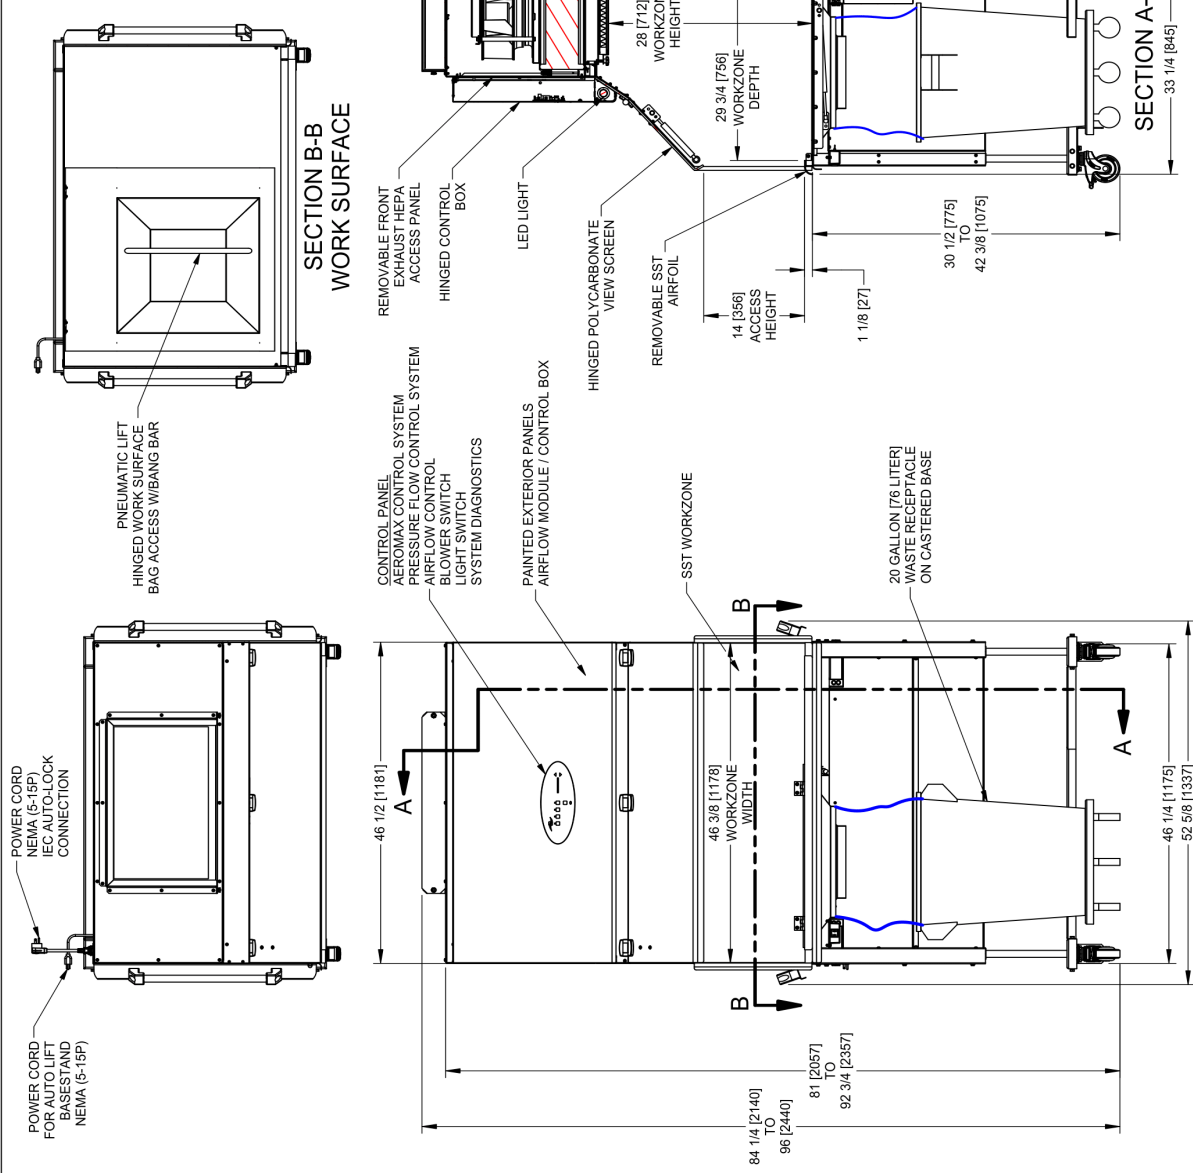 POWER CORD
FOR AUTO LIFT
BASESTAND
NEMA (5-15P)
POWER CORD
NEMA (5-15P)
IEC AUTO-LOCK
CONNECTION
PNEUMATIC LIFT
HINGED WORK SURFACE
BAG ACCESS W/BANG BAR
SECTION B-B
WORK SURFACE
84 1/4 [2140]
TO
96 [2440]
81 [2057]
TO
92 3/4 [2357]
46 1/2 [1181]
A
A
B
B
46 3/8 [1178]
WORKZONE
WIDTH
46 1/4 [1175]
52 5/8 [1337]
CONTROL PANEL
AEROMAX CONTROL SYSTEM
PRESSURE FLOW CONTROL SYSTEM
AIRFLOW CONTROL
BLOWER SWITCH
LIGHT SWITCH
SYSTEM DIAGNOSTICS
PAINTED EXTERIOR PANELS
AIRFLOW MODULE / CONTROL BOX
SST WORKZONE
20 GALLON [76 LITER]
WASTE RECEPTACLE
ON CASTERED BASE
REMOVABLE FRONT
EXHAUST HEPA
ACCESS PANEL
HINGED CONTROL
BOX
LED LIGHT
HINGED POLYCARBONATE
VIEW SCREEN
REMOVABLE SST
AIRFOIL
14 [356]
ACCESS
HEIGHT
1 1/8 [27]
28 [712]
WORKZONE
HEIGHT
29 3/4 [756]
WORKZONE
DEPTH
30 1/2 [775]
TO
42 3/8 [1075]
33 1/4 [845]
SECTION A-